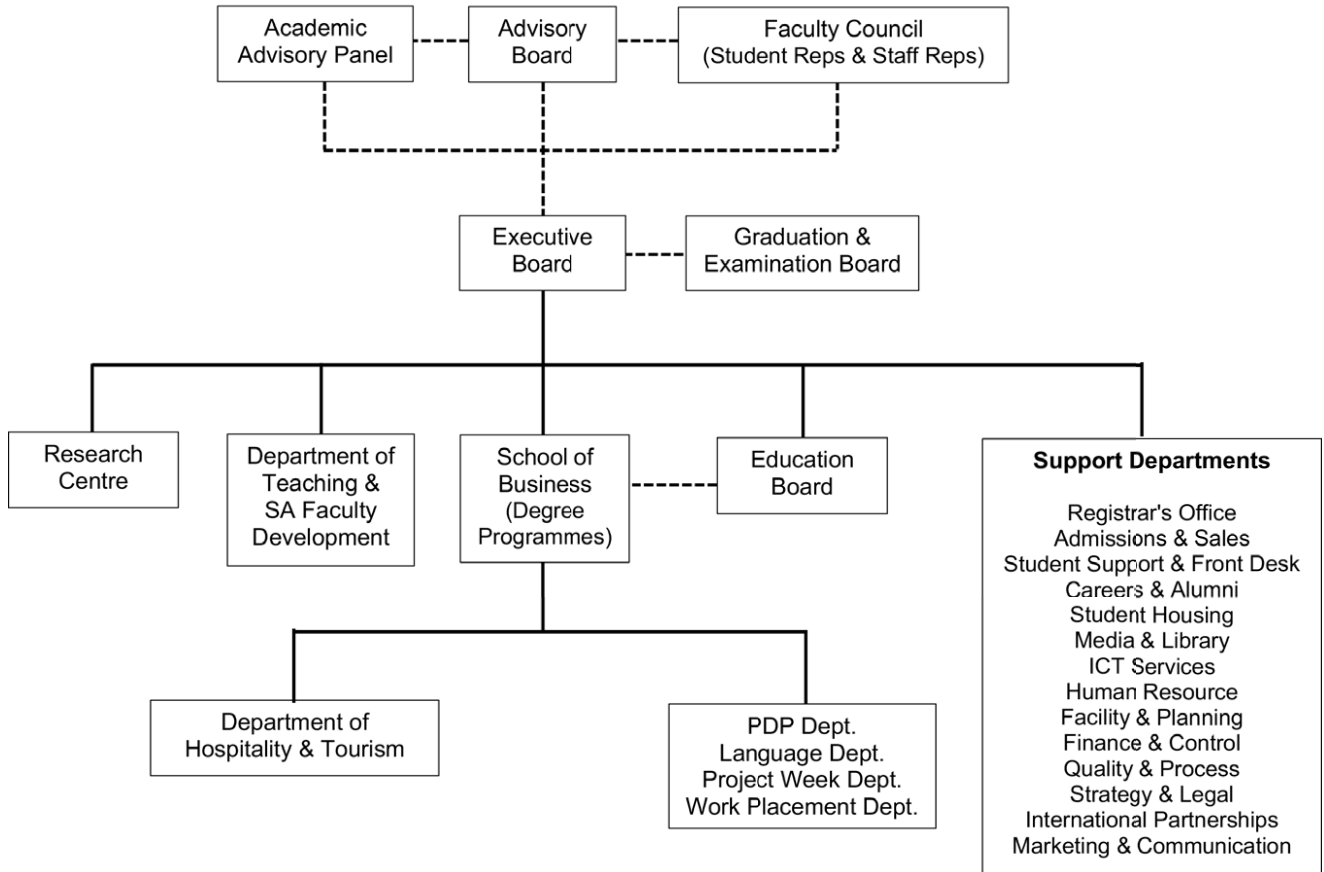 Academic
Advisory Panel
Advisory
Board
Faculty Council
(Student Reps & Staff Reps)
Executive
Board
Graduation &
Examination Board
Research
Centre
Department of
Teaching &
SA Faculty
Development
School of
Business
(Degree
Programmes)
Education
Board
Support Departments
Registrar's Office
Admissions & Sales
Student Support & Front Desk
Careers & Alumni
Student Housing
Media & Library
ICT Services
Human Resource
Facility & Planning
Finance & Control
Quality & Process
Strategy & Legal
International Partnerships
Marketing & Communication
Department of
Hospitality & Tourism
PDP Dept.
Language Dept.
Project Week Dept.
Work Placement Dept.